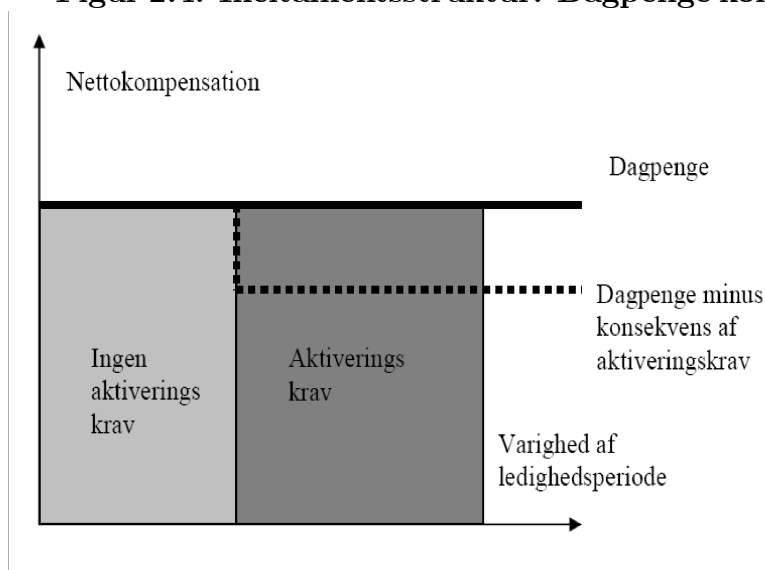 Nettokompensation
Dagpenge
Dagpenge minus
konsekvens af
aktiveringskrav
Ingen
aktiverings
krav
Aktiverings
krav
Varighed af
ledighedsperiode